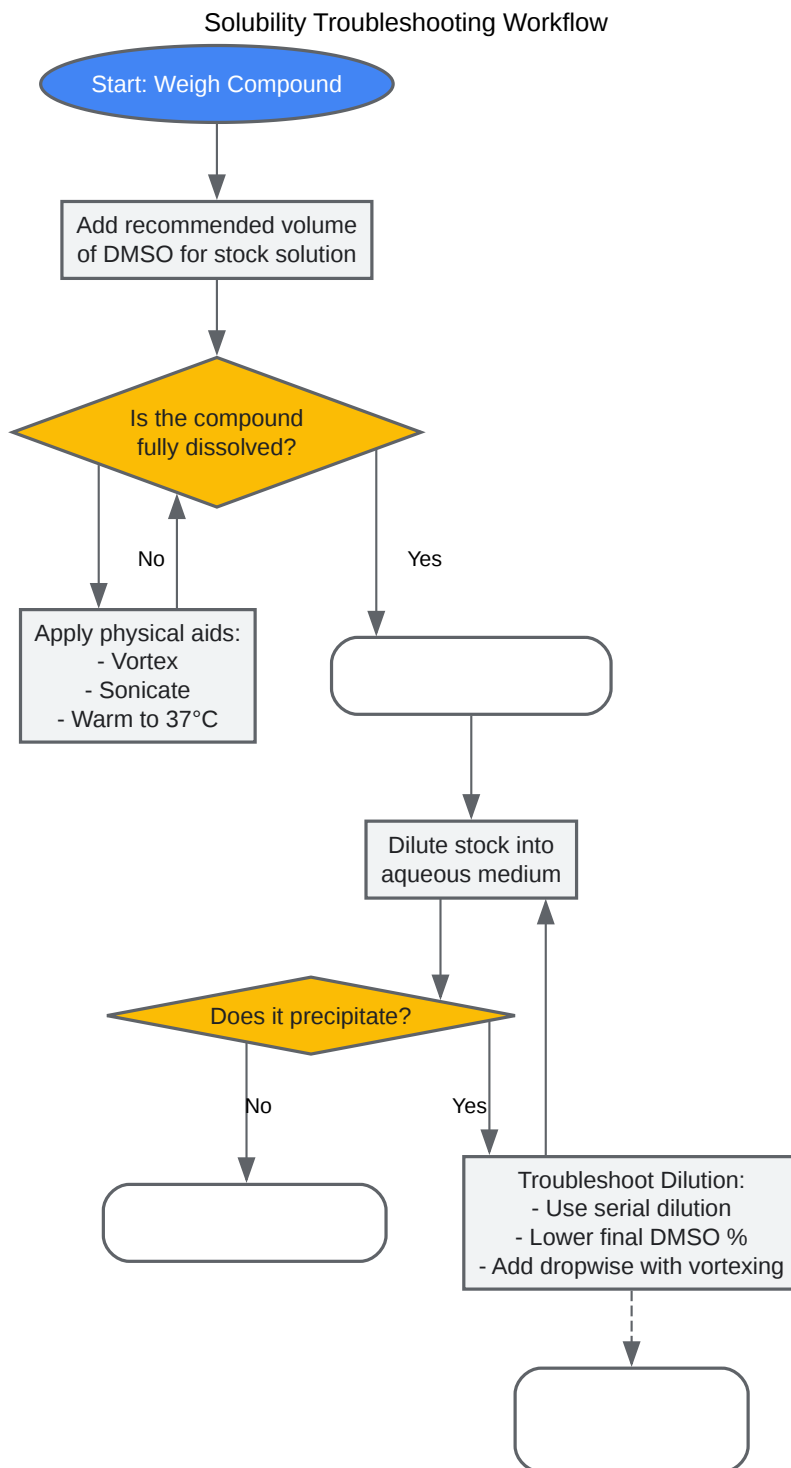 Solubility Troubleshooting Workflow
Start: Weigh Compound
Add recommended volume
of DMSO for stock solution
Is the compound
fully dissolved?
No
Yes
Apply physical aids:
- Vortex
- Sonicate
- Warm to 37°C
Dilute stock into
aqueous medium
Does it precipitate?
No
Yes
Troubleshoot Dilution:
- Use serial dilution
- Lower final DMSO %
- Add dropwise with vortexing